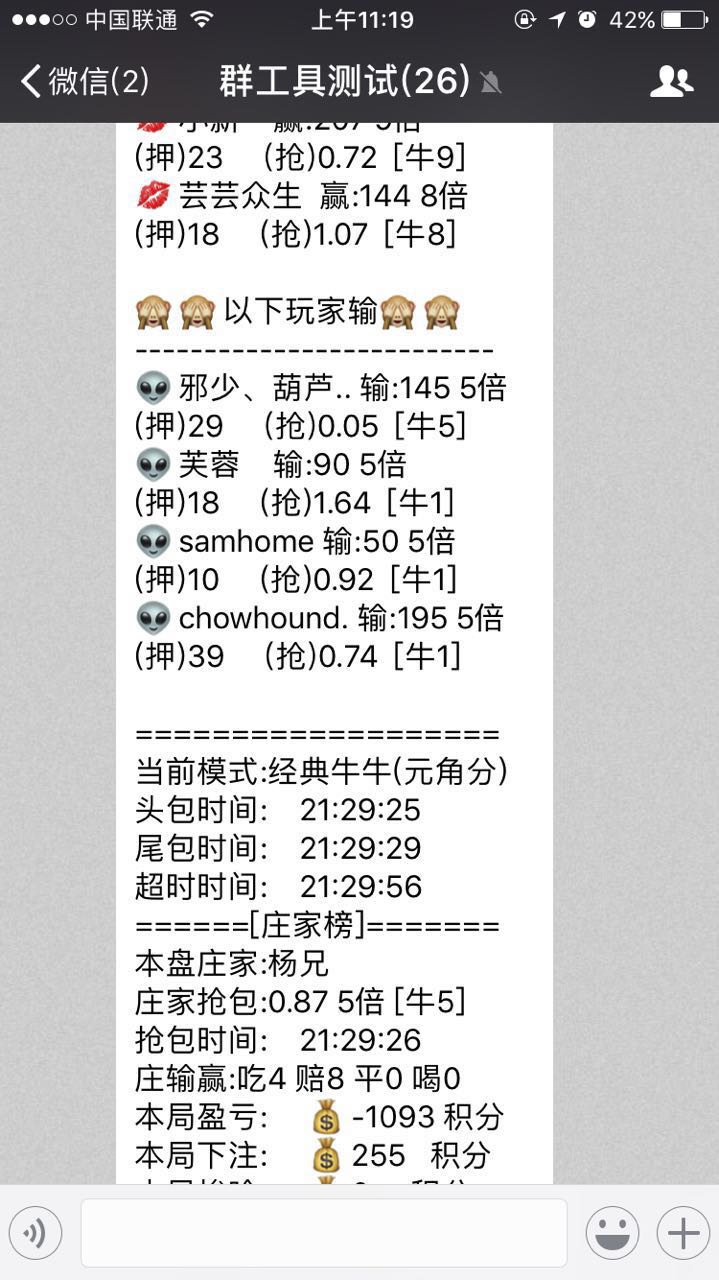 中国联通 上午11:19 42%
微信(2) 群工具测试(26)
(押)23 (抢)0.72 [牛9]
💋 芸芸众生 赢:144 8倍
(押)18 (抢)1.07 [牛8]
🙈 🙈 以下玩家输🙈 🙈
------------------------
👽 邪少、葫芦.. 输:145 5倍
(押)29 (抢)0.05 [牛5]
👽 芙蓉 输:90 5倍
(押)18 (抢)1.64 [牛1]
👽 samhome 输:50 5倍
(押)10 (抢)0.92 [牛1]
👽 chowhound. 输:195 5倍
(押)39 (抢)0.74 [牛1]
===================
当前模式:经典牛牛(元角分)
头包时间: 21:29:25
尾包时间: 21:29:29
超时时间: 21:29:56
======[庄家榜]=======
本盘庄家:杨兄
庄家抢包:0.87 5倍 [牛5]
抢包时间: 21:29:26
庄输赢:吃4 赔8 平0 喝0
本局盈亏: 💰 -1093 积分
本局下注: 💰 255 积分